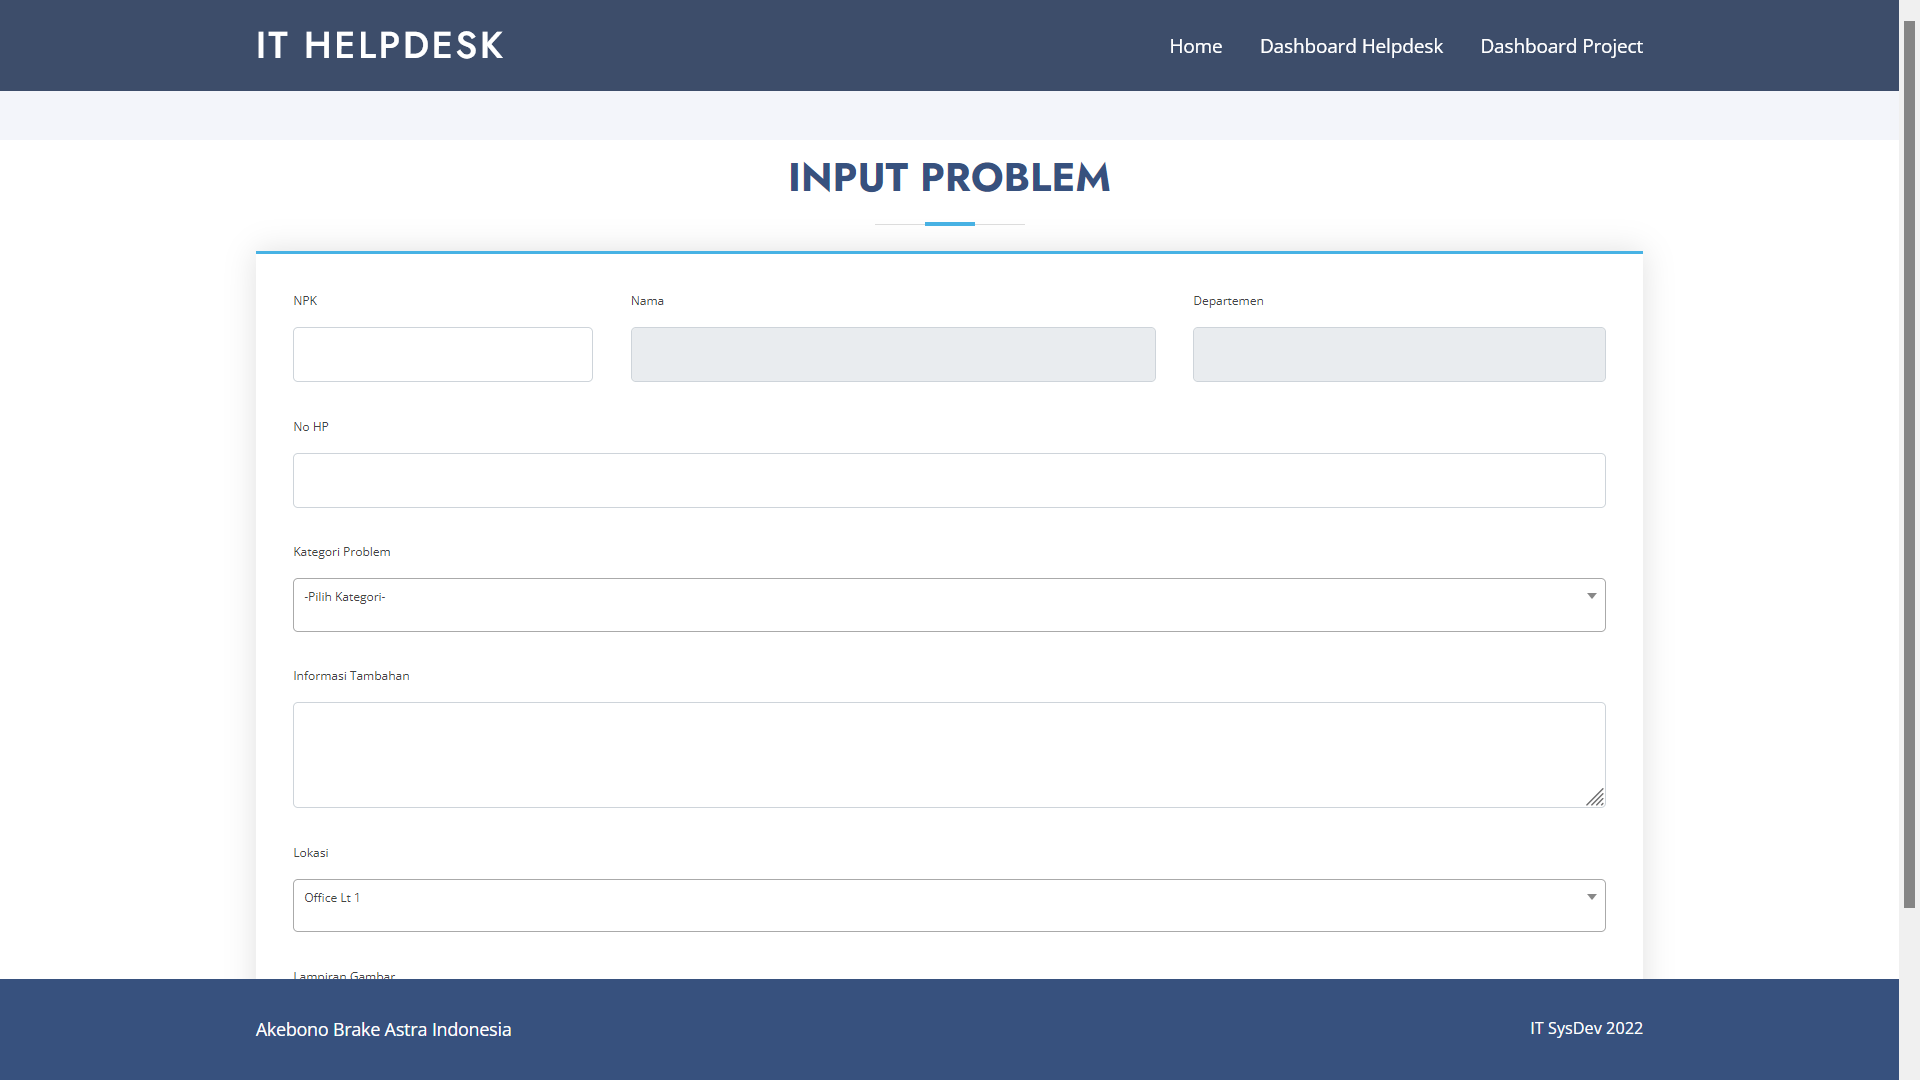 IT HELPDESK
Home Dashboard Helpdesk Dashboard Project
INPUT PROBLEM
NPK Nama Departemen
No HP
Kategori Problem
-Pilih Kategori-
Informasi Tambahan
Lokasi
Office Lt 1
Lampiran Gambar
Akebono Brake Astra Indonesia
IT SysDev 2022